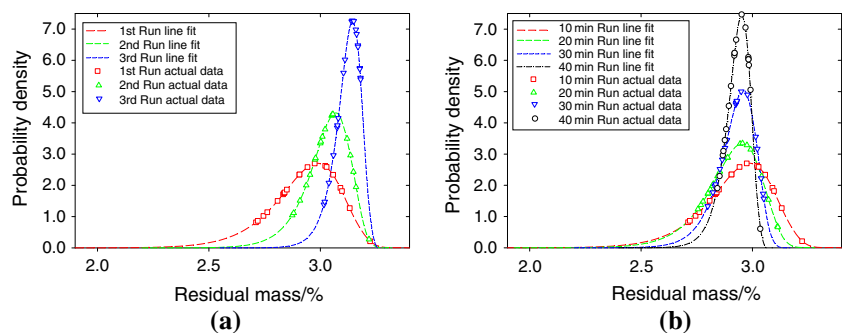 7.0
6.0
5.0
4.0
3.0
2.0
1.0
0.0
Probability density
1st Run line fit
2nd Run line fit
3rd Run line fit
1st Run actual data
2nd Run actual data
3rd Run actual data
2.0 2.5 3.0
Residual mass/%
(a)
7.0
6.0
5.0
4.0
3.0
2.0
1.0
0.0
Probability density
10 min Run line fit
20 min Run line fit
30 min Run line fit
40 min Run line fit
10 min Run actual data
20 min Run actual data
30 min Run actual data
40 min Run actual data
2.0 2.5 3.0
Residual mass/%
(b)